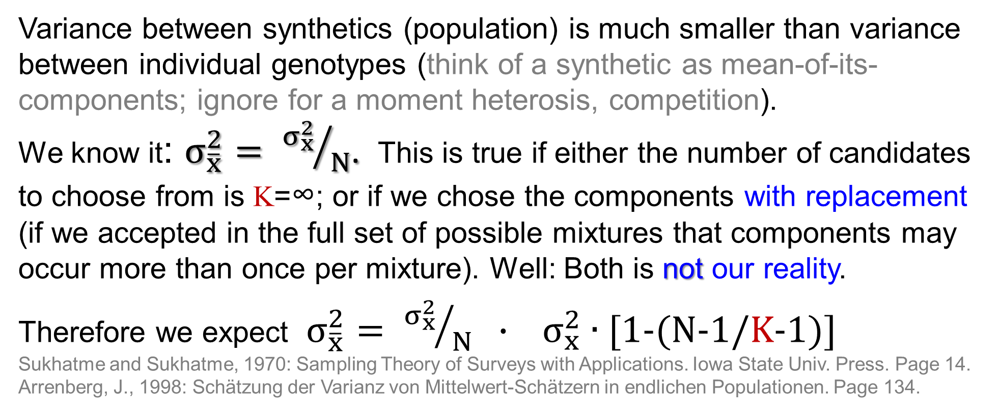 Variance between synthetics (population) is much smaller than variance
between individual genotypes (think of a synthetic as mean-of-its-
components; ignore for a moment heterosis, competition).
We know it: σ²x̅ = σ²x/N. This is true if either the number of candidates
to choose from is K=∞; or if we chose the components with replacement
(if we accepted in the full set of possible mixtures that components may
occur more than once per mixture). Well: Both is not our reality.
Therefore we expect σ²x̅ = σ²x/N · σ²x · [1-(N-1/K-1)]
Sukhatme and Sukhatme, 1970: Sampling Theory of Surveys with Applications. Iowa State Univ. Press. Page 14.
Arrenberg, J., 1998: Schätzung der Varianz von Mittelwert-Schätzern in endlichen Populationen. Page 134.